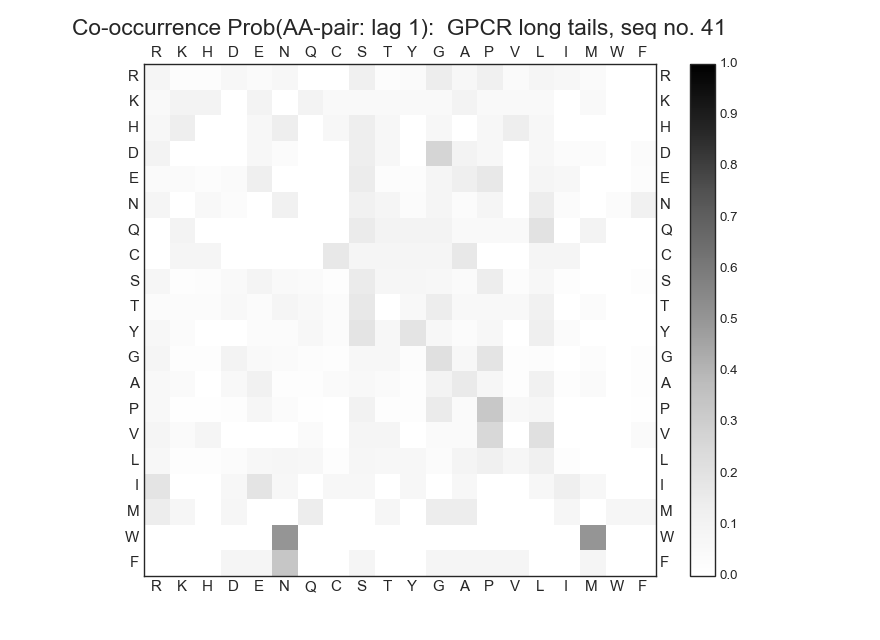 Co-occurrence Prob(AA-pair: lag 1):  GPCR long tails, seq no. 41
R K H D E N Q C S T Y G A P V L I M W F
R R 1.0
K K 0.9
H H
D D 0.8
E E
N N 0.7
Q Q 0.6
C C
S S
T T 0.5
Y Y
G G 0.4
A A
P P 0.3
V V
L L
I I 0.2
M M 0.1
W W
F F 0.0
R K H D E N Q C S T Y G A P V L I M W F